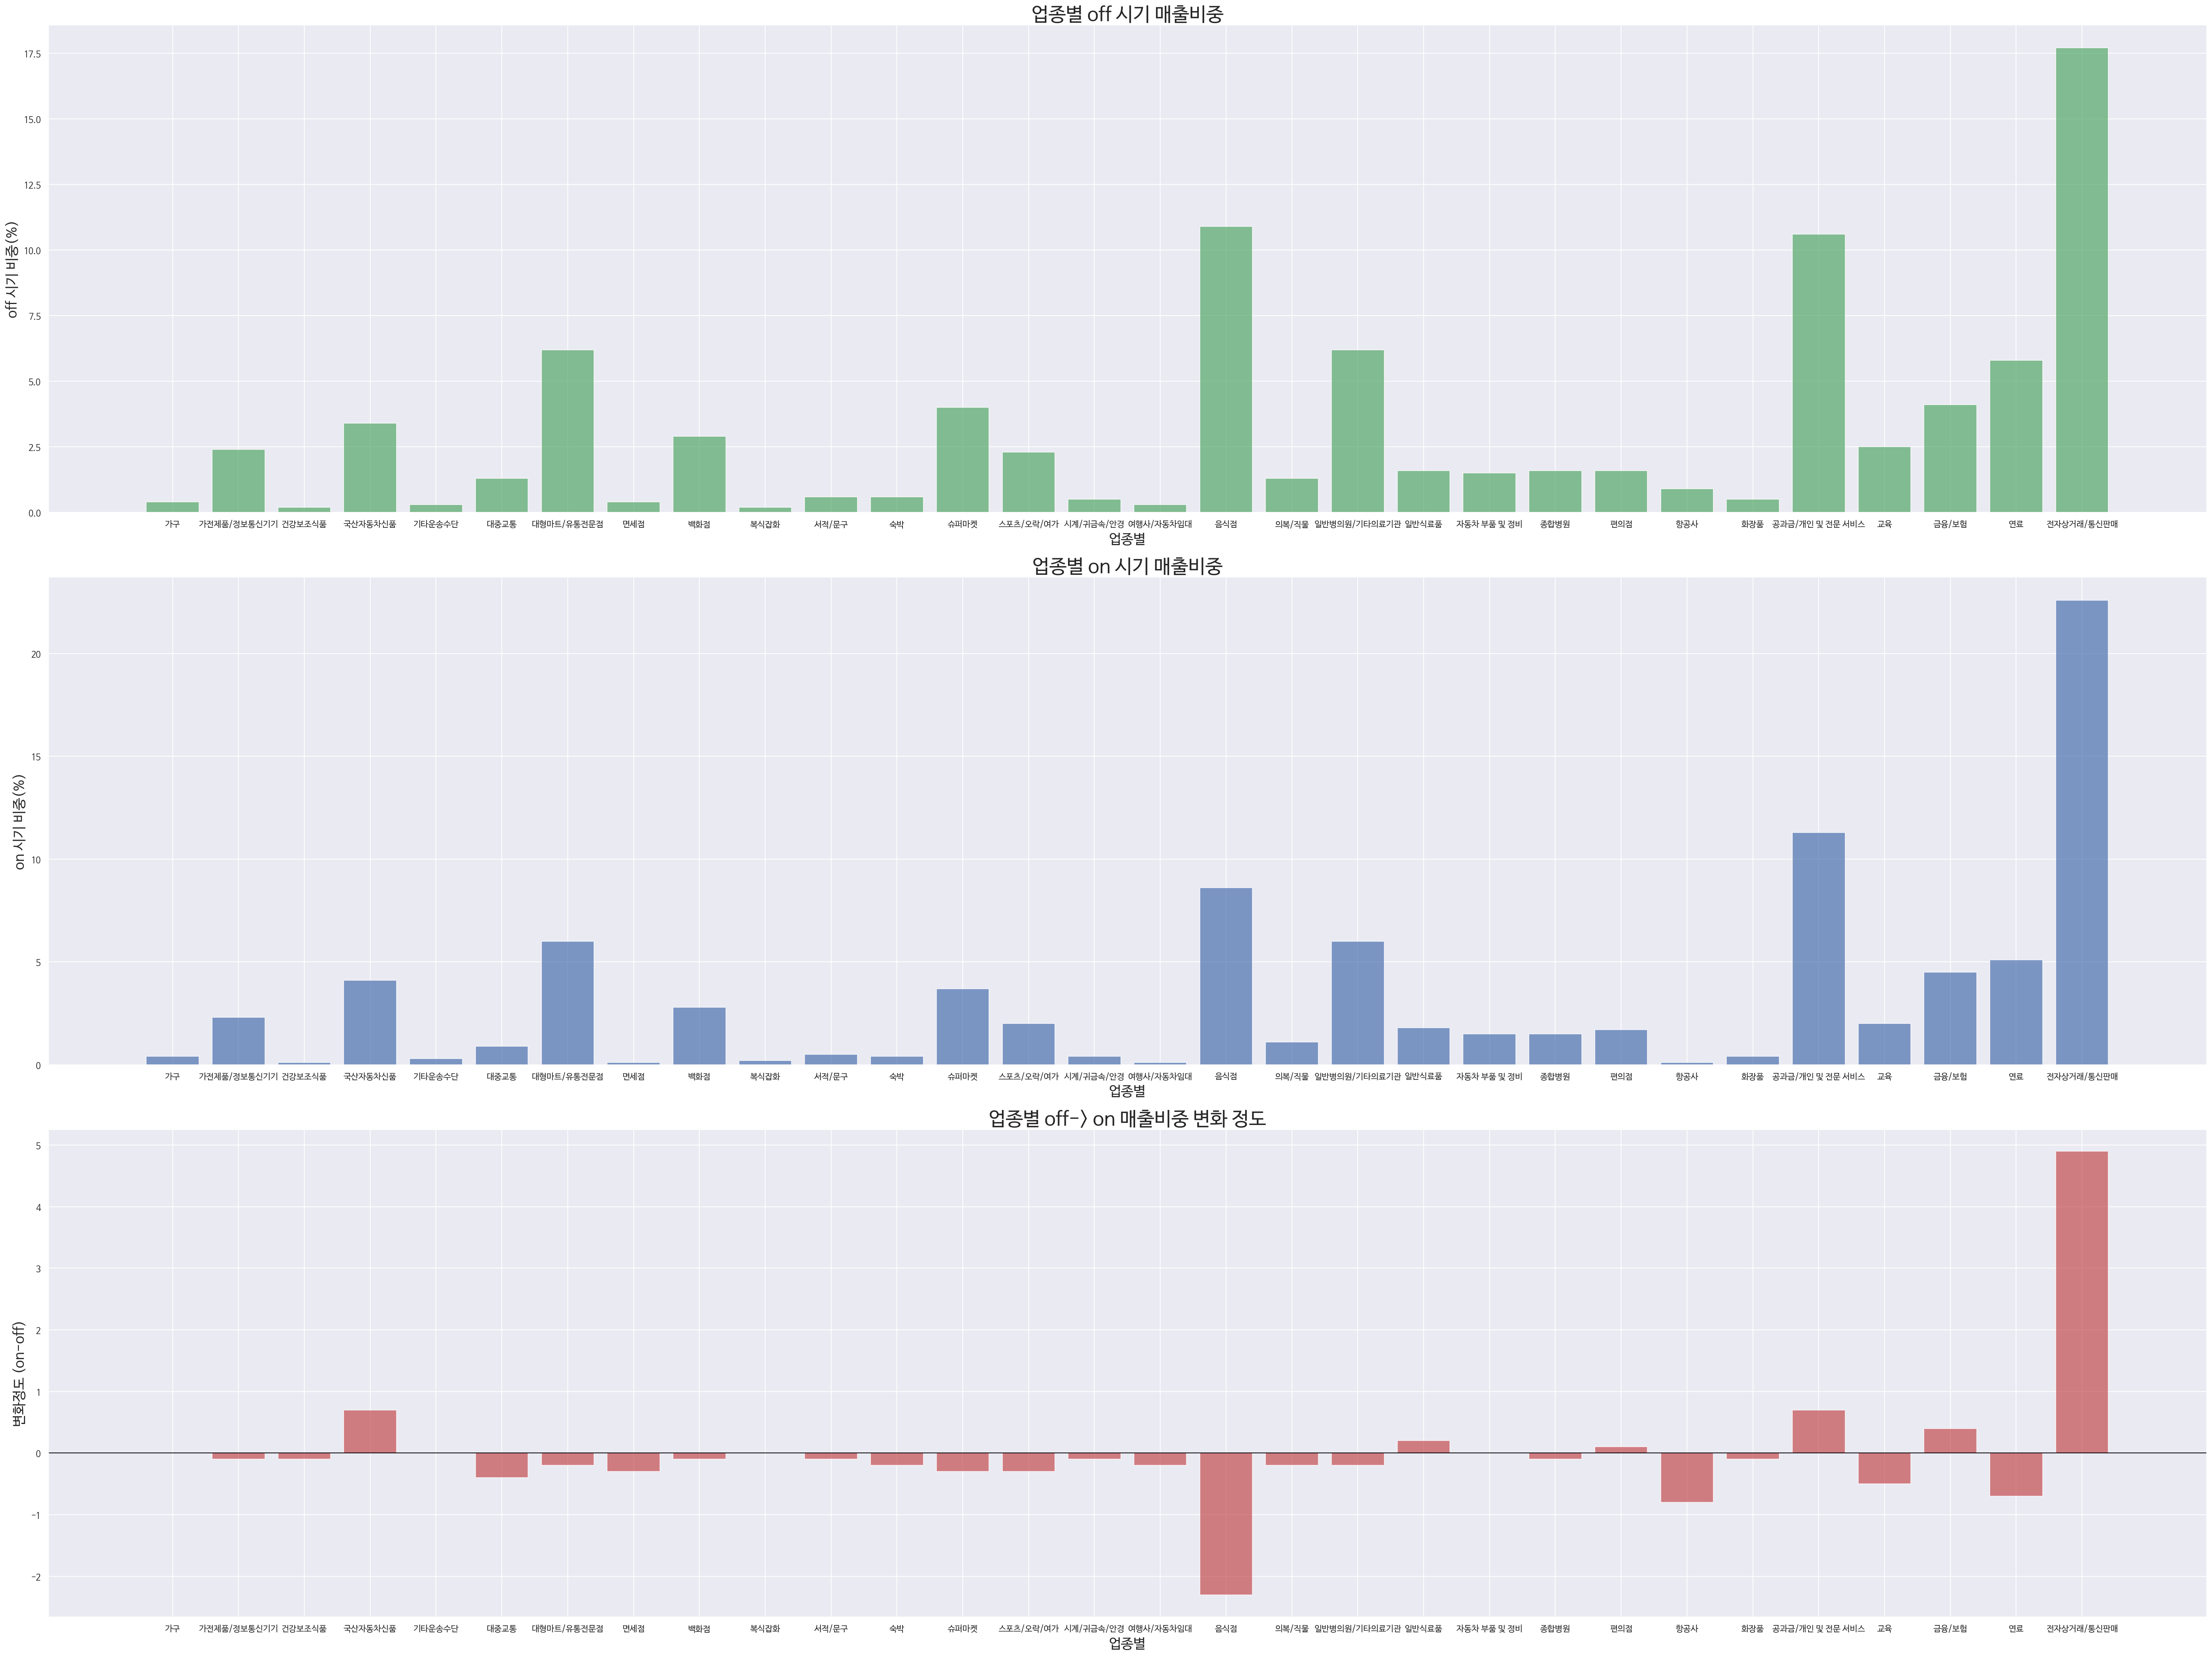 업종별 off 시기 매출비중
off 시기 비중(%)
17.5
15.0
12.5
10.0
7.5
5.0
2.5
0.0
가구 가전제품/정보통신기기 건강보조식품 국산자동차신품 기타운송수단 대중교통 대형마트/유통전문점 면세점 백화점 복식잡화 서적/문구 숙박 슈퍼마켓 스포츠/오락/여가 시계/귀금속/안경 여행사/자동차임대 음식점 의복/직물 일반병의원/기타의료기관 일반식료품 자동차 부품 및 정비 종합병원 편의점 항공사 화장품 공과금/개인 및 전문 서비스 교육 금융/보험 연료 전자상거래/통신판매
업종별
업종별 on 시기 매출비중
on 시기 비중(%)
20
15
10
5
0
가구 가전제품/정보통신기기 건강보조식품 국산자동차신품 기타운송수단 대중교통 대형마트/유통전문점 면세점 백화점 복식잡화 서적/문구 숙박 슈퍼마켓 스포츠/오락/여가 시계/귀금속/안경 여행사/자동차임대 음식점 의복/직물 일반병의원/기타의료기관 일반식료품 자동차 부품 및 정비 종합병원 편의점 항공사 화장품 공과금/개인 및 전문 서비스 교육 금융/보험 연료 전자상거래/통신판매
업종별
업종별 off-> on 매출비중 변화 정도
변화정도 (on-off)
5
4
3
2
1
0
-1
-2
가구 가전제품/정보통신기기 건강보조식품 국산자동차신품 기타운송수단 대중교통 대형마트/유통전문점 면세점 백화점 복식잡화 서적/문구 숙박 슈퍼마켓 스포츠/오락/여가 시계/귀금속/안경 여행사/자동차임대 음식점 의복/직물 일반병의원/기타의료기관 일반식료품 자동차 부품 및 정비 종합병원 편의점 항공사 화장품 공과금/개인 및 전문 서비스 교육 금융/보험 연료 전자상거래/통신판매
업종별